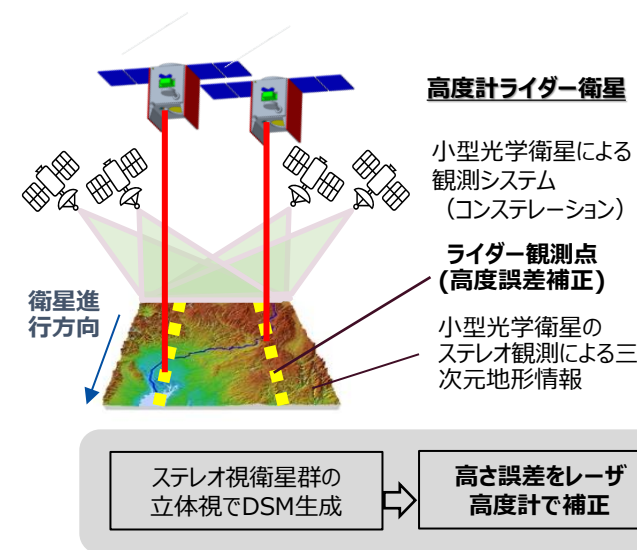 高度計ライダー衛星
小型光学衛星による
観測システム
（コンステレーション）
ライダー観測点
(高度誤差補正)
衛星進
行方向
小型光学衛星の
ステレオ観測による三
次元地形情報
ステレオ視衛星群の
立体視でDSM生成
高さ誤差をレーザ
高度計で補正